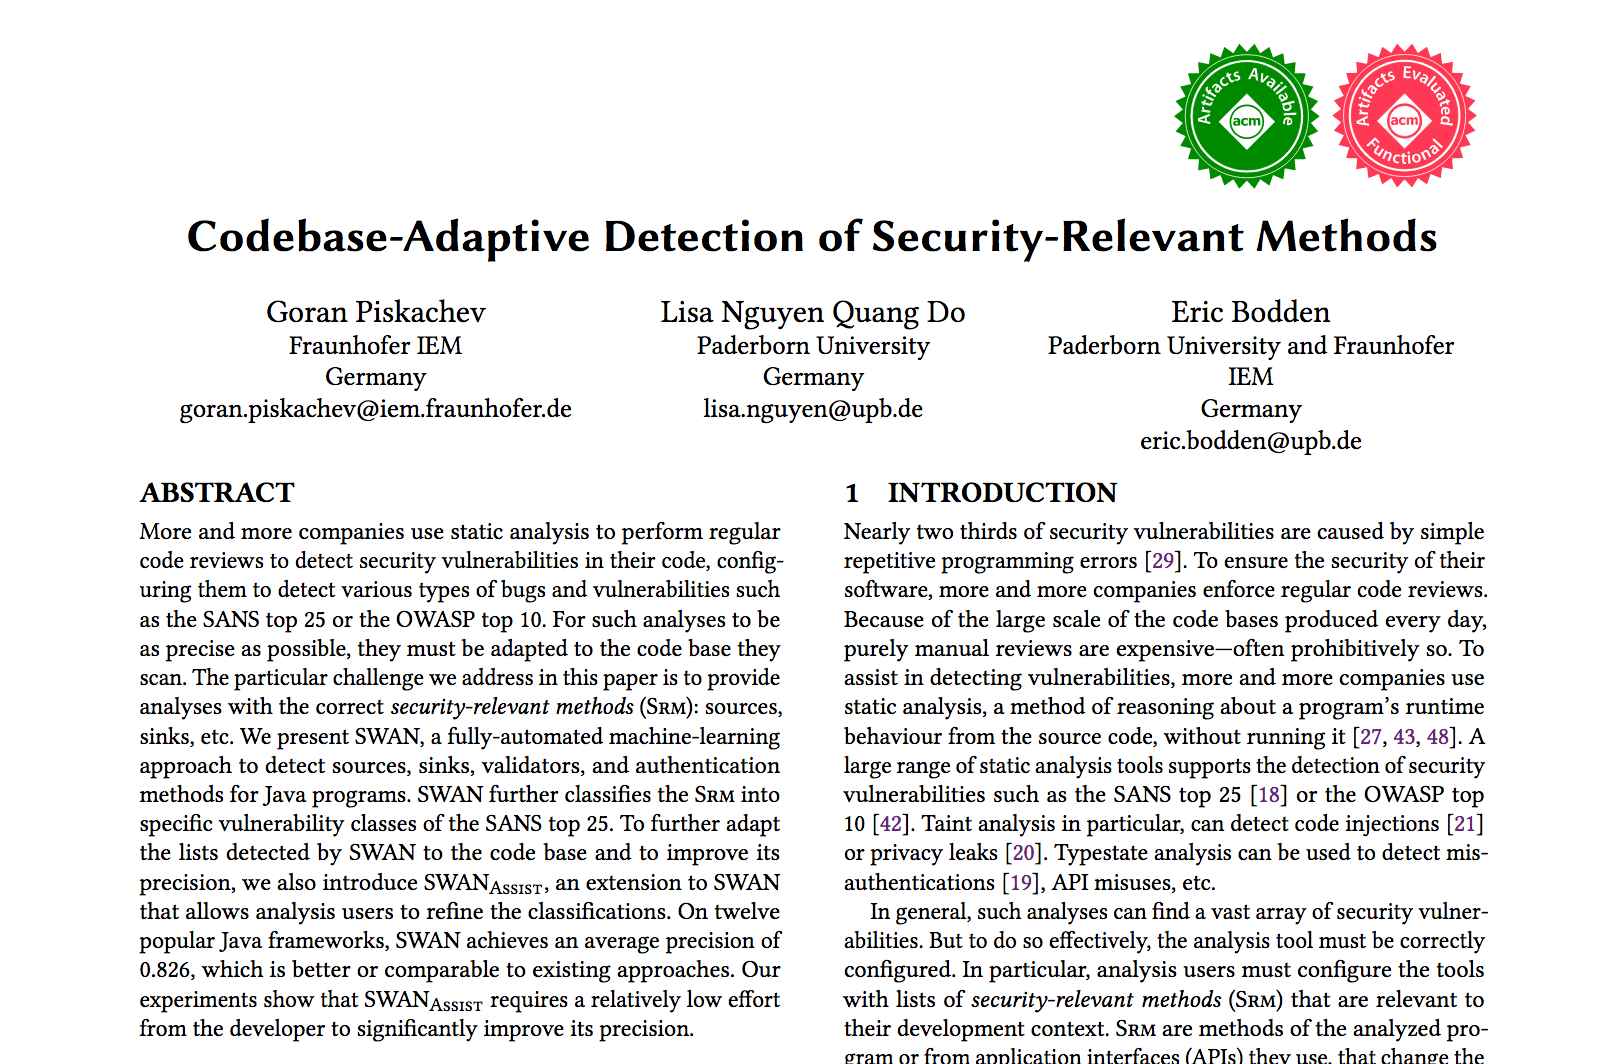 Artifacts Available
acm
Artifacts Evaluated
acm
Functional
Codebase-Adaptive Detection of Security-Relevant Methods
Goran Piskachev
Fraunhofer IEM
Germany
goran.piskachev@iem.fraunhofer.de
Lisa Nguyen Quang Do
Paderborn University
Germany
lisa.nguyen@upb.de
Eric Bodden
Paderborn University and Fraunhofer
IEM
Germany
eric.bodden@upb.de
ABSTRACT
More and more companies use static analysis to perform regular
code reviews to detect security vulnerabilities in their code, config-
uring them to detect various types of bugs and vulnerabilities such
as the SANS top 25 or the OWASP top 10. For such analyses to be
as precise as possible, they must be adapted to the code base they
scan. The particular challenge we address in this paper is to provide
analyses with the correct security-relevant methods (SRM): sources,
sinks, etc. We present SWAN, a fully-automated machine-learning
approach to detect sources, sinks, validators, and authentication
methods for Java programs. SWAN further classifies the SRM into
specific vulnerability classes of the SANS top 25. To further adapt
the lists detected by SWAN to the code base and to improve its
precision, we also introduce SWANASSIST, an extension to SWAN
that allows analysis users to refine the classifications. On twelve
popular Java frameworks, SWAN achieves an average precision of
0.826, which is better or comparable to existing approaches. Our
experiments show that SWANASSIST requires a relatively low effort
from the developer to significantly improve its precision.
1 INTRODUCTION
Nearly two thirds of security vulnerabilities are caused by simple
repetitive programming errors [29]. To ensure the security of their
software, more and more companies enforce regular code reviews.
Because of the large scale of the code bases produced every day,
purely manual reviews are expensive—often prohibitively so. To
assist in detecting vulnerabilities, more and more companies use
static analysis, a method of reasoning about a program's runtime
behaviour from the source code, without running it [27, 43, 48]. A
large range of static analysis tools supports the detection of security
vulnerabilities such as the SANS top 25 [18] or the OWASP top
10 [42]. Taint analysis in particular, can detect code injections [21]
or privacy leaks [20]. Typestate analysis can be used to detect mis-
authentications [19], API misuses, etc.
In general, such analyses can find a vast array of security vulner-
abilities. But to do so effectively, the analysis tool must be correctly
configured. In particular, analysis users must configure the tools
with lists of security-relevant methods (SRM) that are relevant to
their development context. SRM are methods of the analyzed pro-
gram or from application interfaces (APIs) they use, that change the